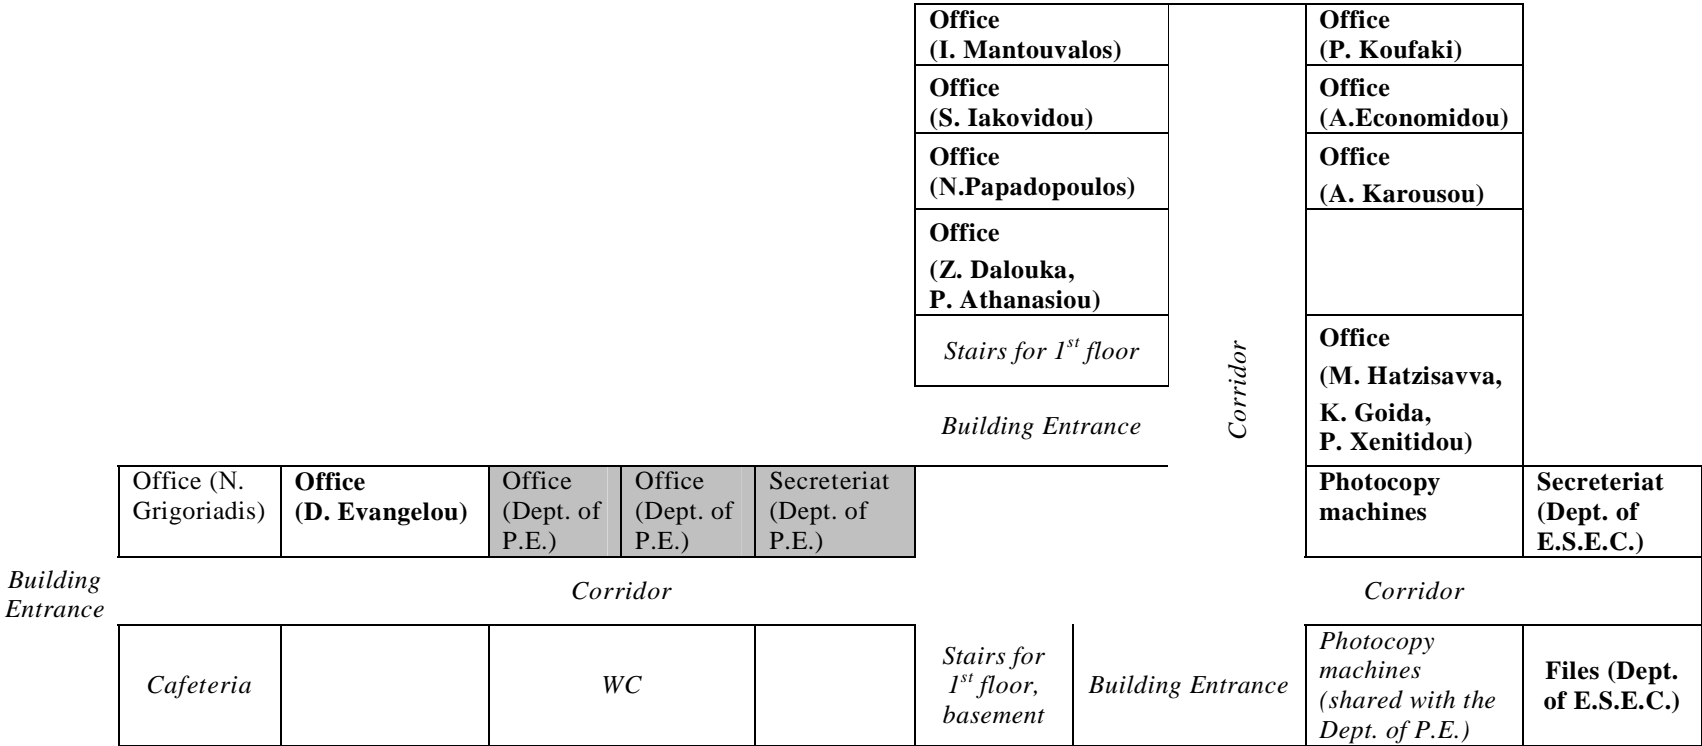 Office
(I. Mantouvalos)
Office
(P. Koufaki)
Office
(S. Iakovidou)
Office
(A.Economidou)
Office
(N.Papadopoulos)
Office
(A. Karousou)
Office
(Z. Dalouka,
P. Athanasiou)
Stairs for 1st floor
Corridor
Office
(M. Hatzisavva,
K. Goida,
P. Xenitidou)
Building Entrance
Office (N.
Grigoriadis)
Office
(D. Evangelou)
Office
(Dept. of
P.E.)
Office
(Dept. of
P.E.)
Secreteriat
(Dept. of
P.E.)
Photocopy
machines
Secreteriat
(Dept. of
E.S.E.C.)
Building
Entrance
Corridor
Corridor
Cafeteria
WC
Stairs for
1st floor,
basement
Building Entrance
Photocopy
machines
(shared with the
Dept. of P.E.)
Files (Dept.
of E.S.E.C.)